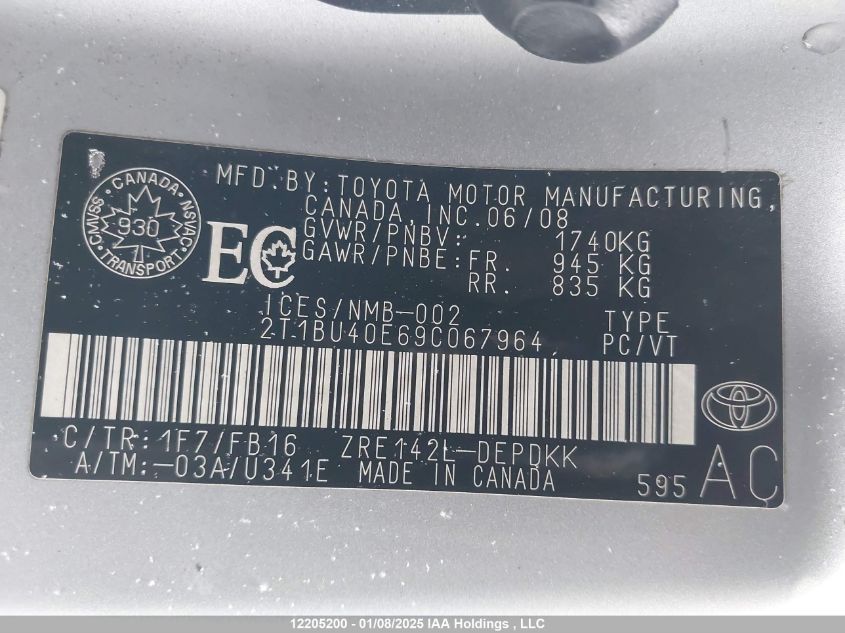 MFD.BY:TOYOTA MOTOR MANUFACTURING,
CANADA, INC. 06/08
GVWR/PNBV: 1740KG
GAWR/PNBE: FR. 945 KG
RR. 835 KG
CANADA
CMVSS 930 NSVAC
TRANSPORT
EC
ICES/NMB-002 TYPE
2T1BU40E69C067964 PC/VT
C/TR: 1F7/FB16 ZRE142L-DEPDKK
A/TM:-03A/U341E MADE IN CANADA
595 AC
12205200 - 01/08/2025 IAA Holdings , LLC